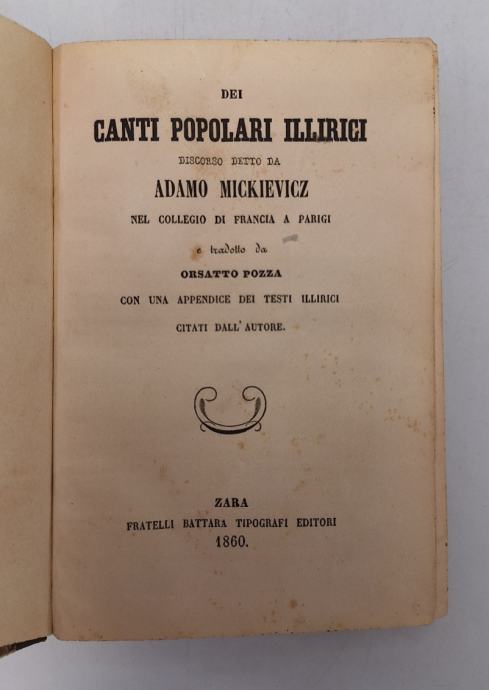 DEI
CANTI POPOLARI ILLIRICI
DISCORSO DETTO DA
ADAMO MICKIEVICZ
NEL COLLEGIO DI FRANCIA A PARIGI
e tradotto da
ORSATTO POZZA
CON UNA APPENDICE DEI TESTI ILLIRICI
CITATI DALL'AUTORE.
ZARA
FRATELLI BATTARA TIPOGRAFI EDITORI
1860.